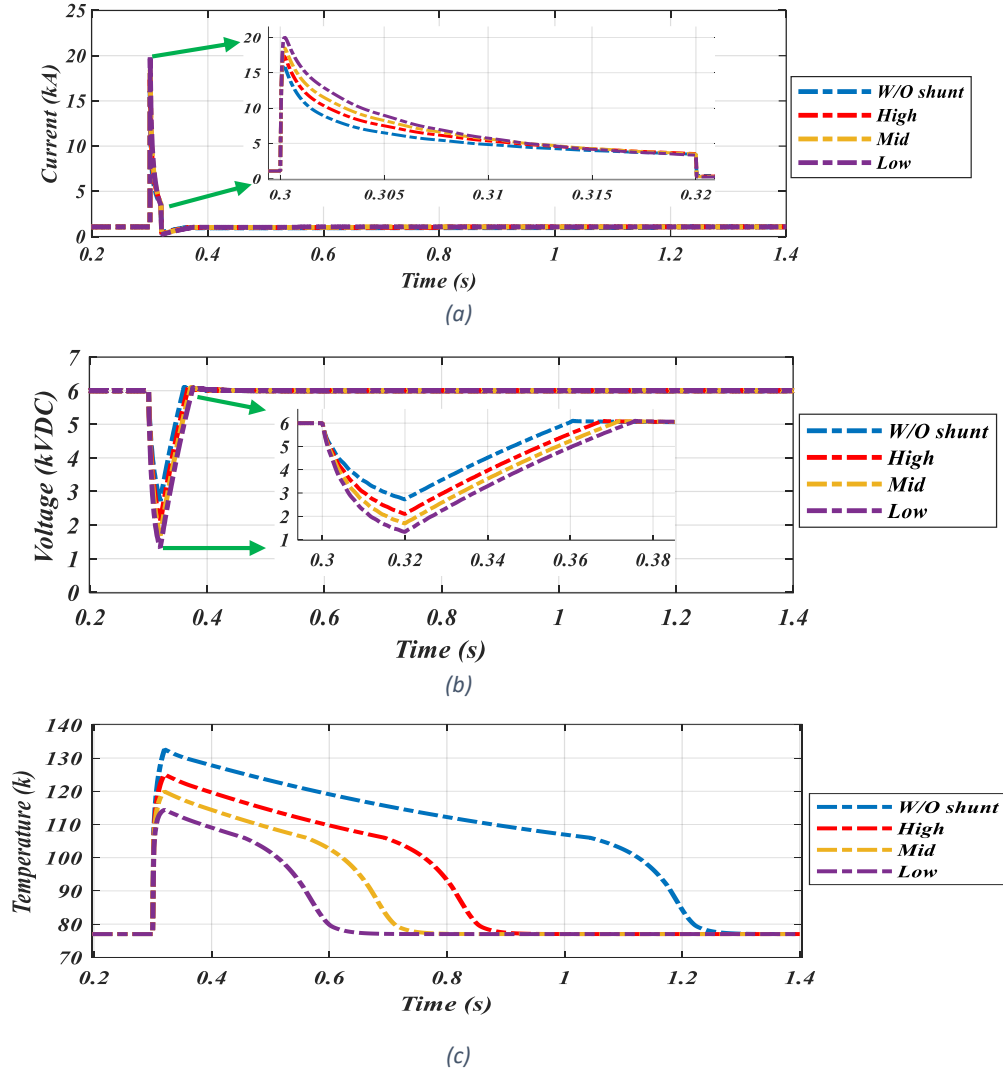 25
20
15
10
5
0
Current (kA)
20
15
10
5
0
0.3 0.305 0.31 0.315 0.32
0.2 0.4 0.6 0.8 1 1.2 1.4
Time (s)
W/O shunt
High
Mid
Low
(a)
7
6
5
4
3
2
1
0
Voltage (kVDC)
6
5
4
3
2
1
0.3 0.32 0.34 0.36 0.38
0.2 0.4 0.6 0.8 1 1.2 1.4
Time (s)
W/O shunt
High
Mid
Low
(b)
140
130
120
110
100
90
80
70
Temperature (k)
0.2 0.4 0.6 0.8 1 1.2 1.4
Time (s)
W/O shunt
High
Mid
Low
(c)